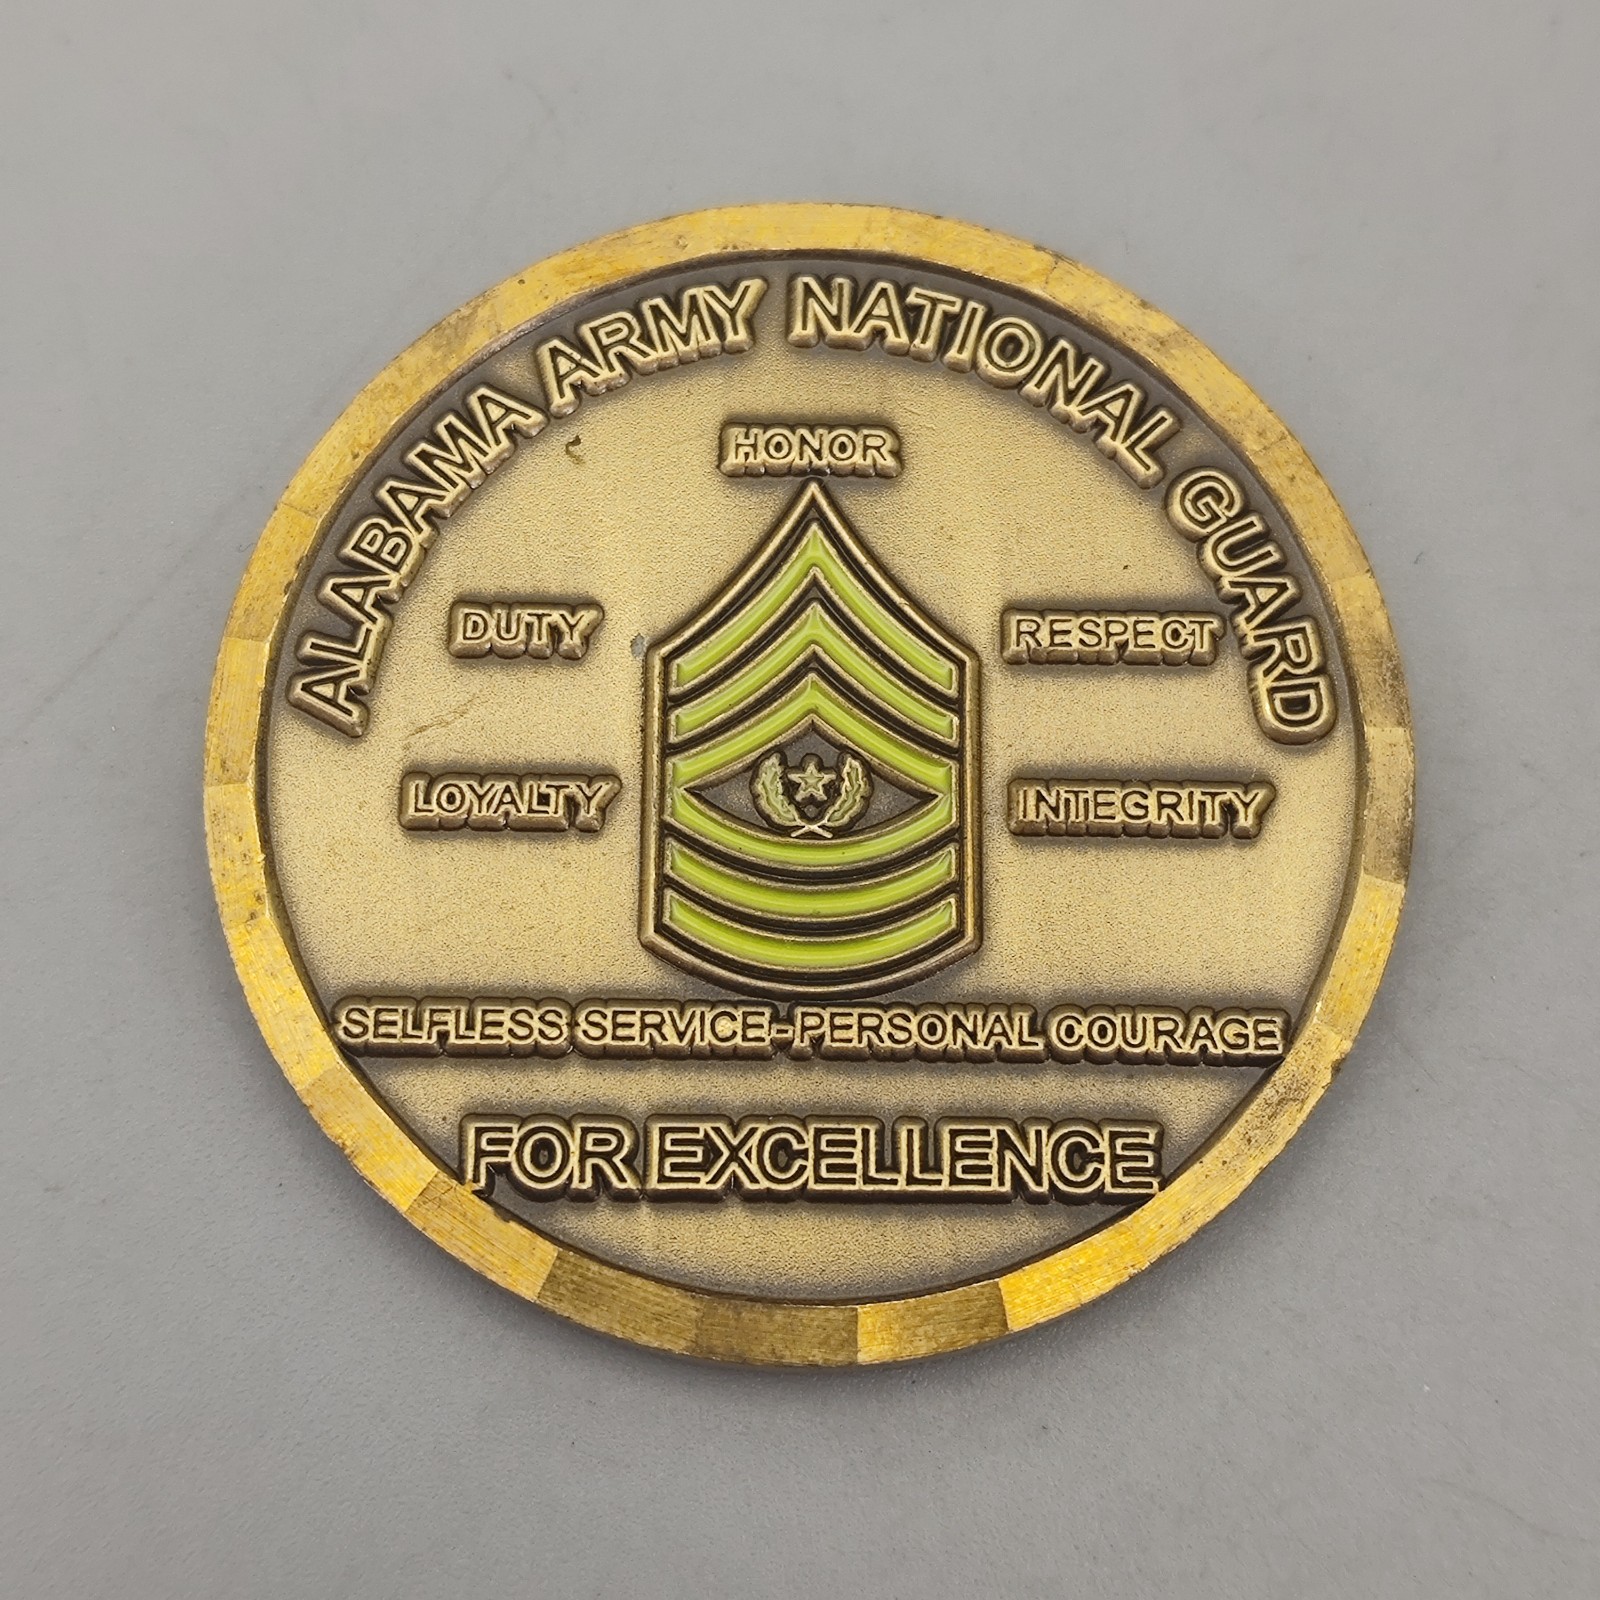 ALABAMA ARMY NATIONAL GUARD
HONOR
DUTY
RESPECT
LOYALTY
INTEGRITY
SELFLESS SERVICE-PERSONAL COURAGE
FOR EXCELLENCE